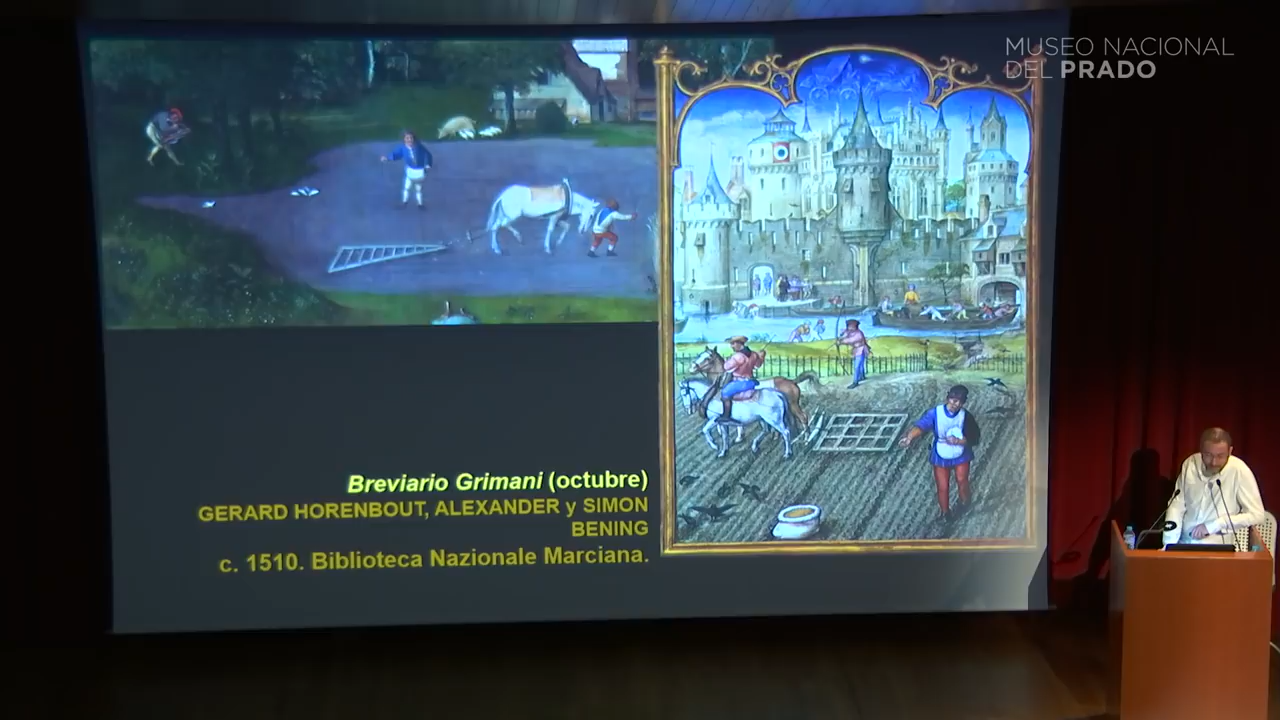 MUSEO NACIONAL
DEL PRADO
Breviario Grimani (octubre)
GERARD HORENBOUT, ALEXANDER y SIMON
BENING
c. 1510. Biblioteca Nazionale Marciana.